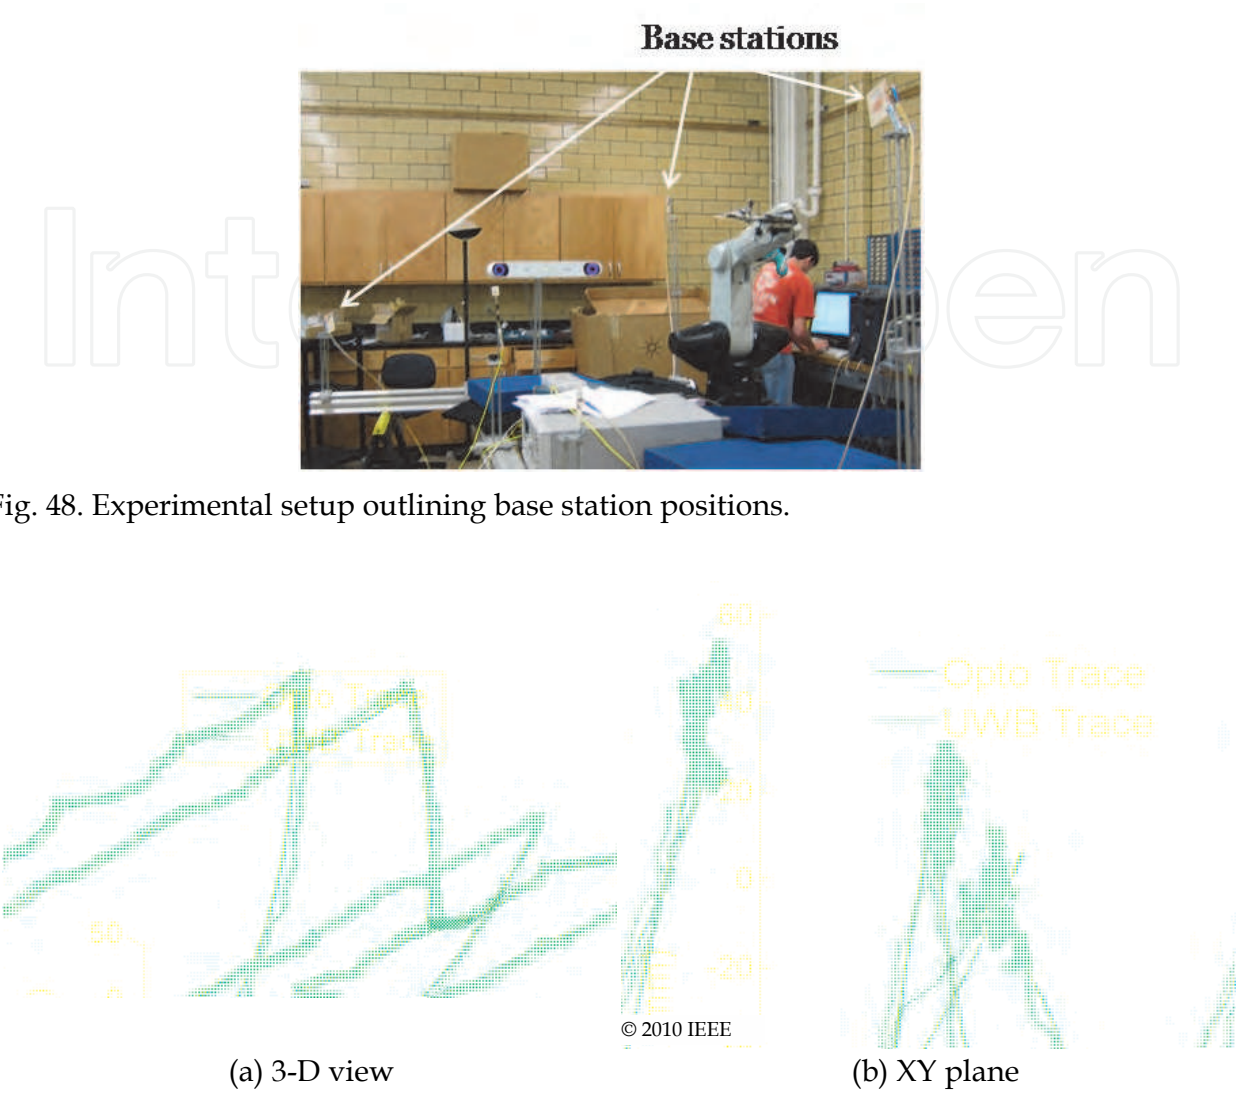 Base stations
Fig. 48. Experimental setup outlining base station positions.
60
Opto Trace
40
UWB Trace
Opto Trace
UWB Trace
20
0
50
-20
0
© 2010 IEEE
(a) 3-D view
(b) XY plane